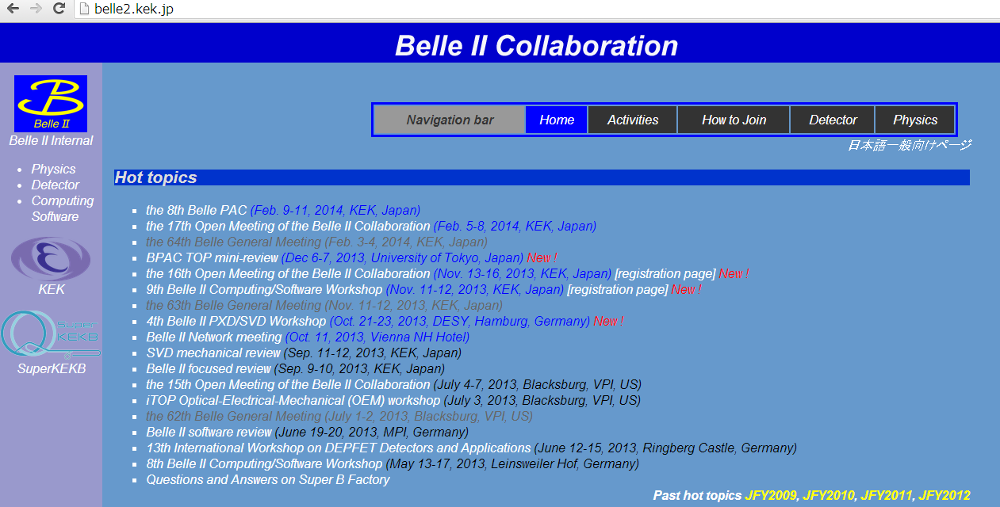 belle2.kek.jp
Belle II Collaboration
B
Belle II
Belle II Internal
Physics
Detector
Computing
Software
KEK
Super
KEKB
SuperKEKB
Navigation bar Home Activities How to Join Detector Physics
日本語一般向けページ
Hot topics
the 8th Belle PAC (Feb. 9-11, 2014, KEK, Japan)
the 17th Open Meeting of the Belle II Collaboration (Feb. 5-8, 2014, KEK, Japan)
the 64th Belle General Meeting (Feb. 3-4, 2014, KEK, Japan)
BPAC TOP mini-review (Dec 6-7, 2013, University of Tokyo, Japan) New !
the 16th Open Meeting of the Belle II Collaboration (Nov. 13-16, 2013, KEK, Japan) [registration page] New !
9th Belle II Computing/Software Workshop (Nov. 11-12, 2013, KEK, Japan) [registration page] New !
the 63th Belle General Meeting (Nov. 11-12, 2013, KEK, Japan)
4th Belle II PXD/SVD Workshop (Oct. 21-23, 2013, DESY, Hamburg, Germany) New !
Belle II Network meeting (Oct. 11, 2013, Vienna NH Hotel)
SVD mechanical review (Sep. 11-12, 2013, KEK, Japan)
Belle II focused review (Sep. 9-10, 2013, KEK, Japan)
the 15th Open Meeting of the Belle II Collaboration (July 4-7, 2013, Blacksburg, VPI, US)
iTOP Optical-Electrical-Mechanical (OEM) workshop (July 3, 2013, Blacksburg, VPI, US)
the 62th Belle General Meeting (July 1-2, 2013, Blacksburg, VPI, US)
Belle II software review (June 19-20, 2013, MPI, Germany)
13th International Workshop on DEPFET Detectors and Applications (June 12-15, 2013, Ringberg Castle, Germany)
8th Belle II Computing/Software Workshop (May 13-17, 2013, Leinsweiler Hof, Germany)
Questions and Answers on Super B Factory
Past hot topics JFY2009, JFY2010, JFY2011, JFY2012